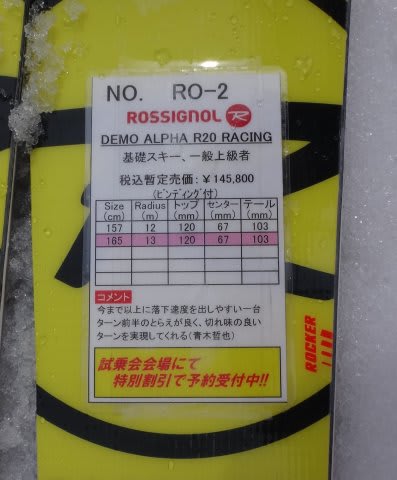 NO. RO-2
ROSSIGNOL R
DEMO ALPHA R20 RACING
基礎スキー、一般上級者
税込暫定売価:¥145,800
(ビンディング付)
Size (cm) Radius (m) トップ (mm) センター (mm) テール (mm)
157 12 120 67 103
165 13 120 67 103
コメント
今まで以上に落下速度を出しやすい一台
ターン前半のとらえが良く、切れ味の良い
ターンを実現してくれる(青木哲也)
試乗会会場にて
特別割引で予約受付中!!
ROCKER